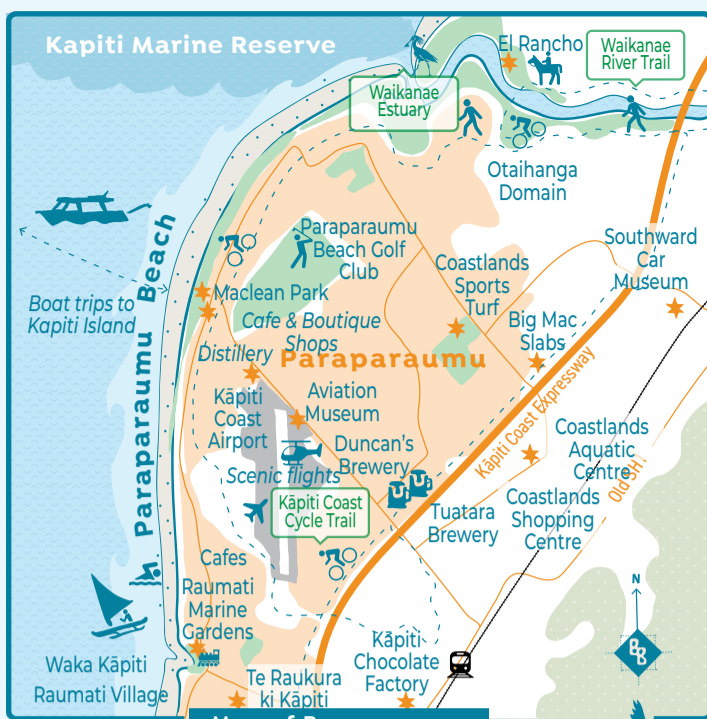 Kapiti Marine Reserve
El Rancho
Waikanae
River Trail
Waikanae
Estuary
Otaihanga
Domain
Paraparaumu
Beach Golf
Club
Southward
Car
Museum
Coastlands
Sports
Turf
Paraparaumu Beach
Boat trips to
Kapiti Island
Maclean Park
Cafe & Boutique
Shops
Big Mac
Slabs
Distillery
Paraparaumu
Kāpiti
Coast
Airport
Aviation
Museum
Kāpiti Coast Expressway
Duncan's
Brewery
Coastlands
Aquatic
Centre
Old SH1
Scenic flights
Kāpiti Coast
Cycle Trail
Tuatara
Brewery
Coastlands
Shopping
Centre
Cafes
Raumati
Marine
Gardens
N
BB
Waka Kāpiti
Raumati Village
Te Raukura
ki Kāpiti
Kāpiti
Chocolate
Factory